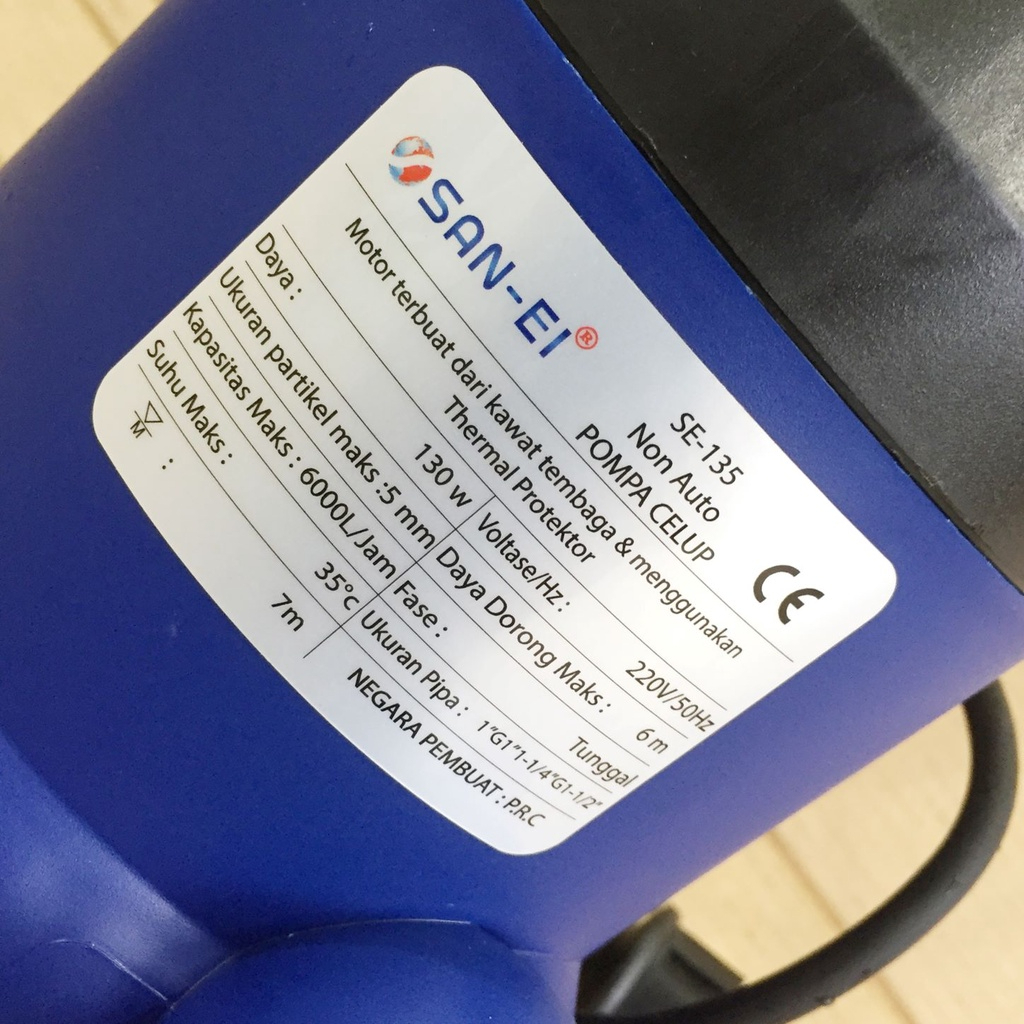 SAN-EI®
SE-135
Non Auto
POMPA CELUP
CE
Motor terbuat dari kawat tembaga & menggunakan
Thermal Protektor
Daya : 130 w Voltase/Hz : 220V/50Hz
Ukuran partikel maks :5 mm Daya Dorong Maks : 6 m
Kapasitas Maks : 6000L/Jam Fase : Tunggal
Suhu Maks : 35°c Ukuran Pipa : 1"G1"1-1/4"G1-1/2"
M : 7m NEGARA PEMBUAT : P.R.C